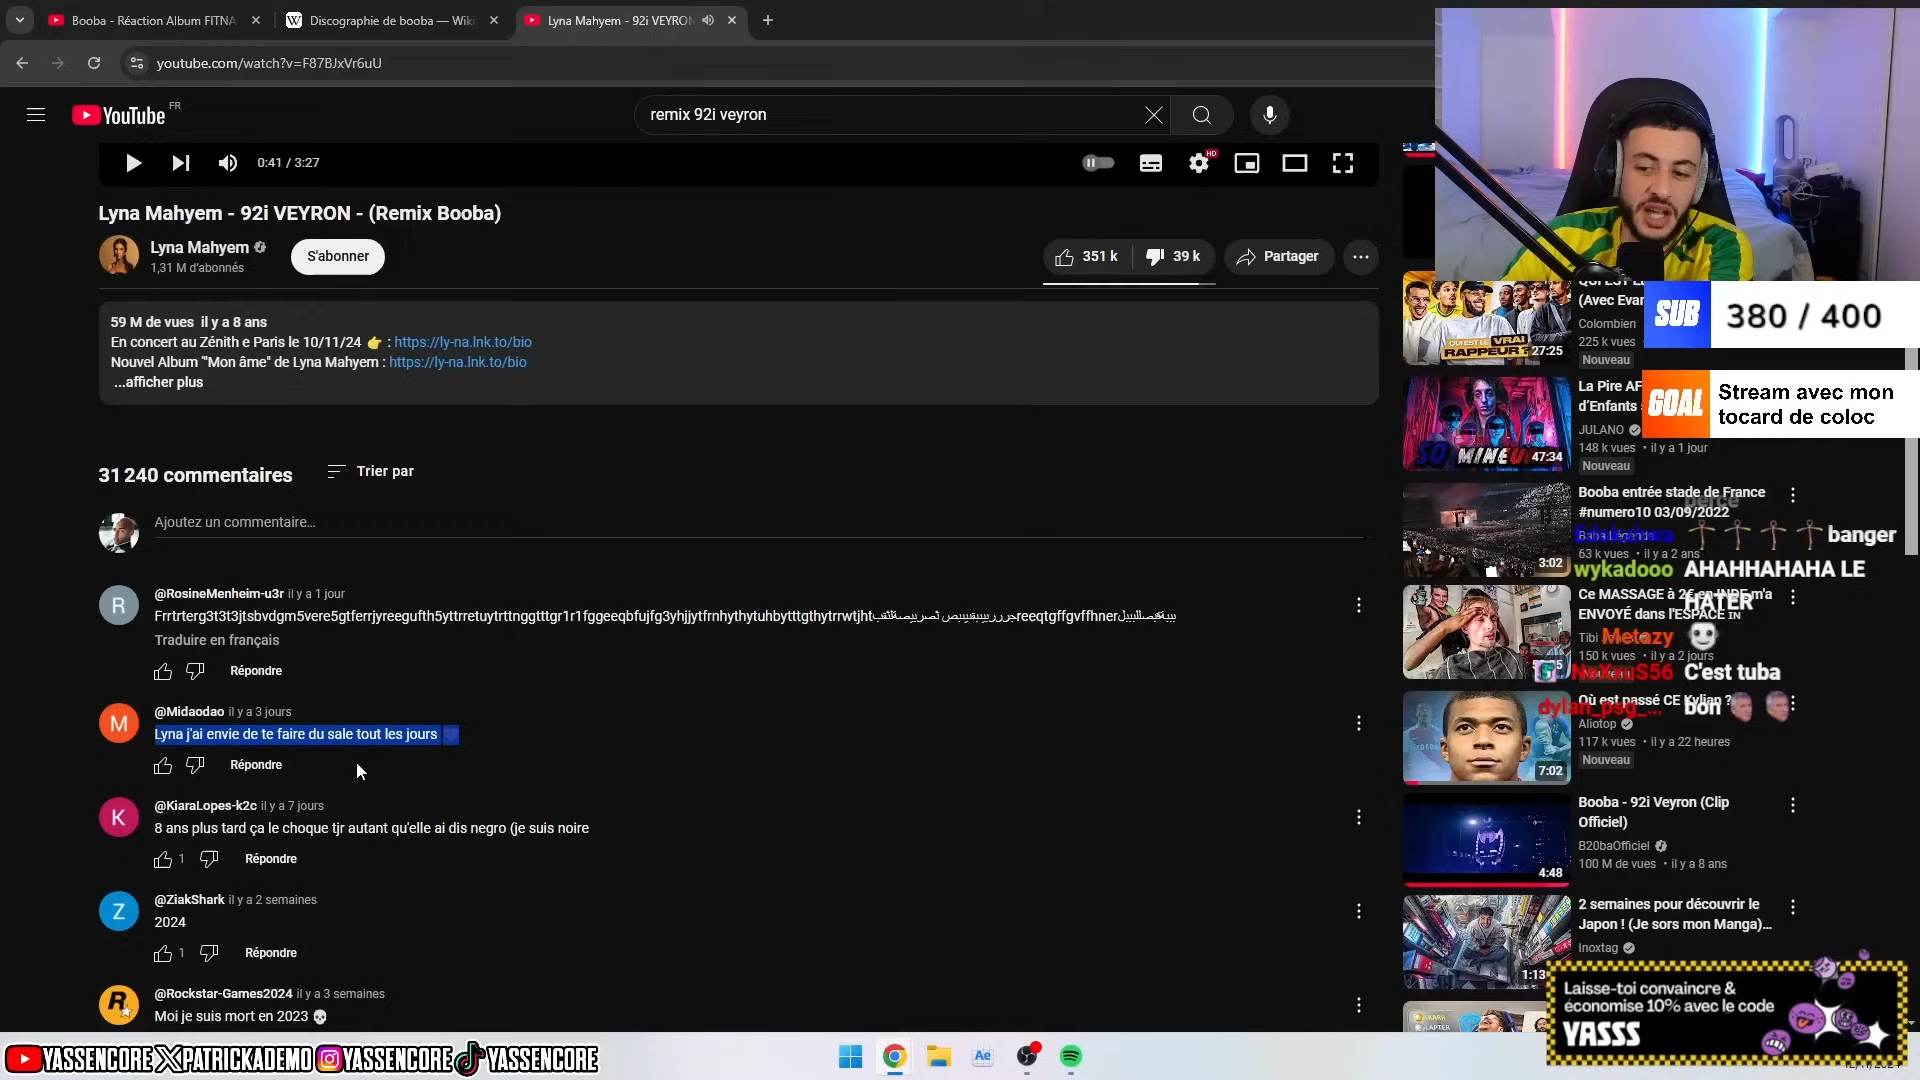 Booba - Réaction Album FITNA
Discographie de booba — Wiki
Lyna Mahyem - 92i VEYRON
youtube.com/watch?v=F87BJxVr6uU
YouTube FR
remix 92i veyron
0:41 / 3:27
HD
Lyna Mahyem - 92i VEYRON - (Remix Booba)
Lyna Mahyem
1,31 M d'abonnés
S'abonner
351 k
39 k
Partager
59 M de vues il y a 8 ans
En concert au Zénith e Paris le 10/11/24 👉 : https://ly-na.lnk.to/bio
Nouvel Album "Mon âme" de Lyna Mahyem : https://ly-na.lnk.to/bio
...afficher plus
31 240 commentaires
Trier par
Ajoutez un commentaire...
R
@RosineMenheim-u3r il y a 1 jour
Traduire en français
Répondre
M
@Midaodao il y a 3 jours
Lyna j'ai envie de te faire du sale tout les jours
Répondre
K
@KiaraLopes-k2c il y a 7 jours
8 ans plus tard ça le choque tjr autant qu'elle ai dis negro (je suis noire
1
Répondre
Z
@ZiakShark il y a 2 semaines
2024
1
Répondre
R
@Rockstar-Games2024 il y a 3 semaines
Moi je suis mort en 2023 💀
QUI EST LE VRAI
RAPPEUR?
27:25
(Avec Evan
Colombien
225 k vues
Nouveau
SUB
380 / 400
GOAL
Stream avec mon
tocard de coloc
47:34
La Pire AF
d'Enfants
JULANO
148 k vues • il y a 1 jour
Nouveau
3:02
Booba entrée stade de France
#numero10 03/09/2022
63 k vues • il y a 2 ans
banger
wykadooo AHAHHAHAHA LE
HATER
Ce MASSAGE à 2€ en INDE m'a
ENVOYÉ dans l'ESPACE IN
150 k vues • il y a 2 jours
Metazy
NeXmS56 C'est tuba
dylan_psg_... bon
7:02
Où est passé CE Kylian ?
Aliotop
117 k vues • il y a 22 heures
Nouveau
4:48
Booba - 92i Veyron (Clip
Officiel)
B20baOfficiel
100 M de vues • il y a 8 ans
1:13
2 semaines pour découvrir le
Japon ! (Je sors mon Manga)...
Inoxtag
Laisse-toi convaincre &
économise 10% avec le code
YASSS
YASSENCORE PATRICKADEMO YASSENCORE YASSENCORE
Ae